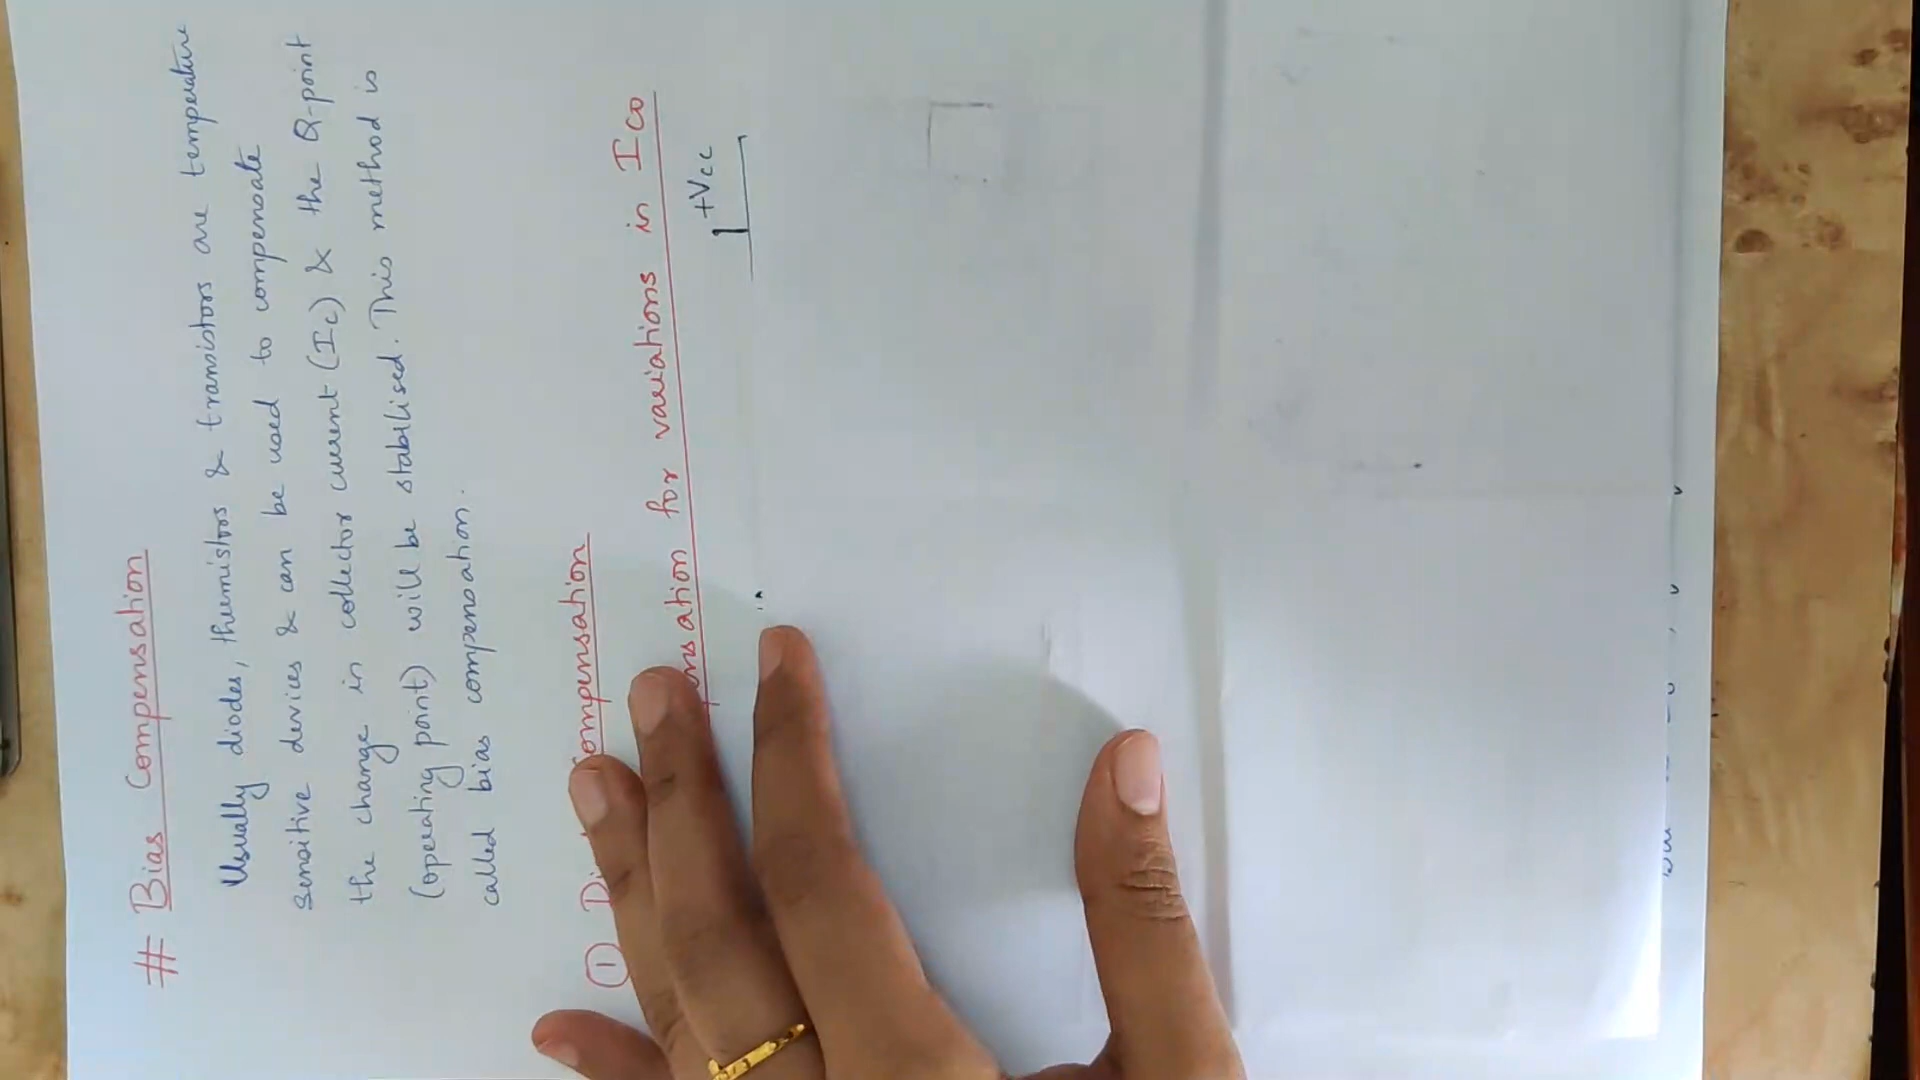 # Bias Compensation
Usually diodes, thermistors & transistors are temperature
sensitive devices & can be used to compensate
the change in collector current (Ic) & the Q-point
(operating point) will be stabilised. This method is
called bias compensation.
① Compensation
for variations in Ico
+Vcc